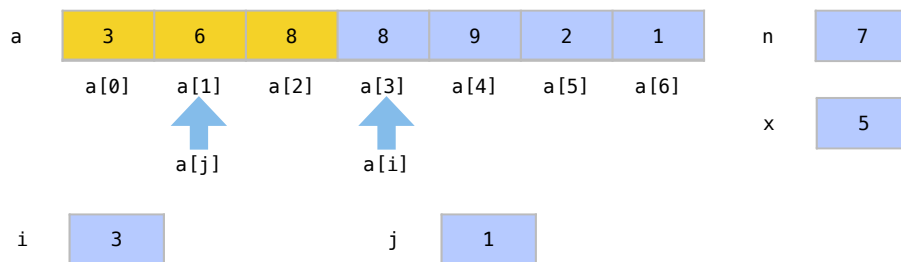 a 3 6 8 8 9 2 1 n 7
a[0] a[1] a[2] a[3] a[4] a[5] a[6]
x 5
a[j] a[i]
i 3 j 1